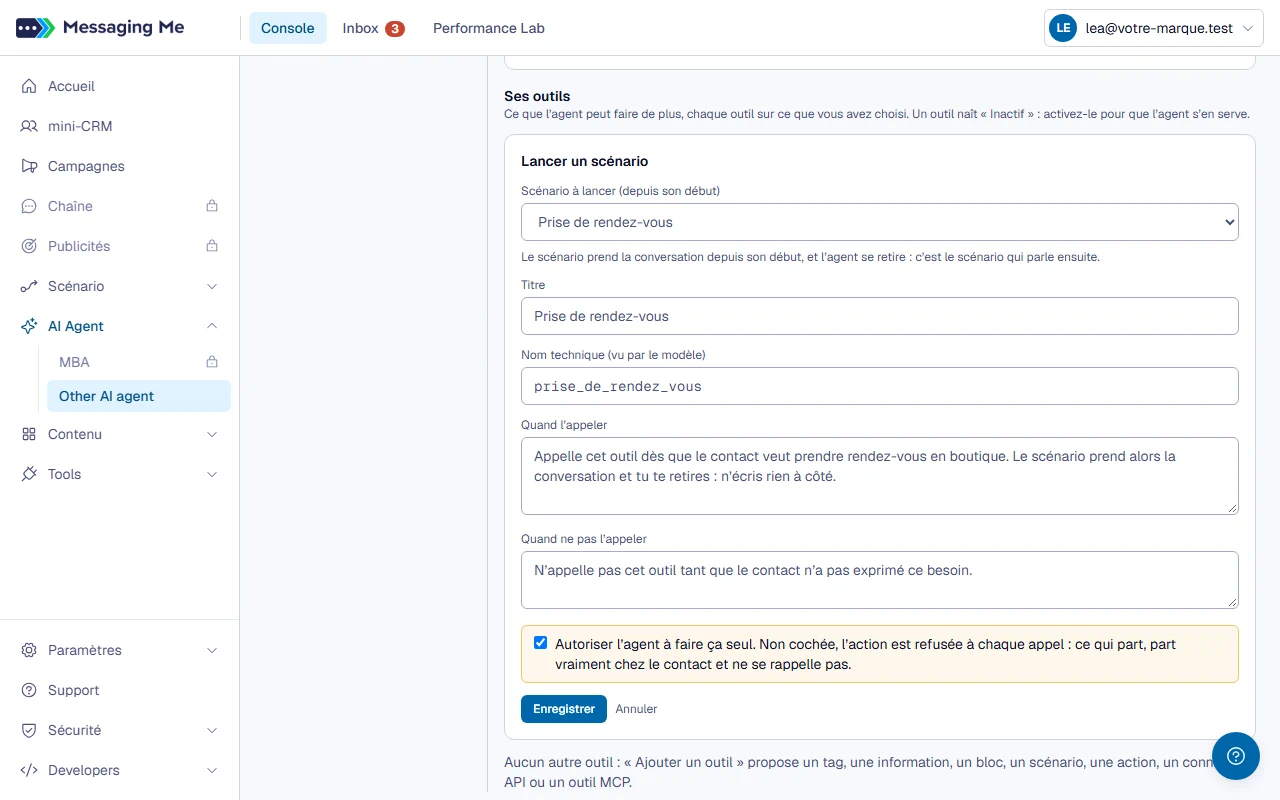 Messaging Me
Console
Inbox 3
Performance Lab
LE lea@votre-marque.test
Accueil
mini-CRM
Campagnes
Chaîne
Publicités
Scénario
AI Agent
MBA
Other AI agent
Contenu
Tools
Paramètres
Support
Sécurité
Developers
Ses outils
Ce que l'agent peut faire de plus, chaque outil sur ce que vous avez choisi. Un outil naît « Inactif » : activez-le pour que l'agent s'en serve.
Lancer un scénario
Scénario à lancer (depuis son début)
Prise de rendez-vous
Le scénario prend la conversation depuis son début, et l'agent se retire : c'est le scénario qui parle ensuite.
Titre
Prise de rendez-vous
Nom technique (vu par le modèle)
prise_de_rendez_vous
Quand l'appeler
Appelle cet outil dès que le contact veut prendre rendez-vous en boutique. Le scénario prend alors la
conversation et tu te retires : n'écris rien à côté.
Quand ne pas l'appeler
N'appelle pas cet outil tant que le contact n'a pas exprimé ce besoin.
Autoriser l'agent à faire ça seul. Non cochée, l'action est refusée à chaque appel : ce qui part, part
vraiment chez le contact et ne se rappelle pas.
Enregistrer
Annuler
Aucun autre outil : « Ajouter un outil » propose un tag, une information, un bloc, un scénario, une action, un
API ou un outil MCP.